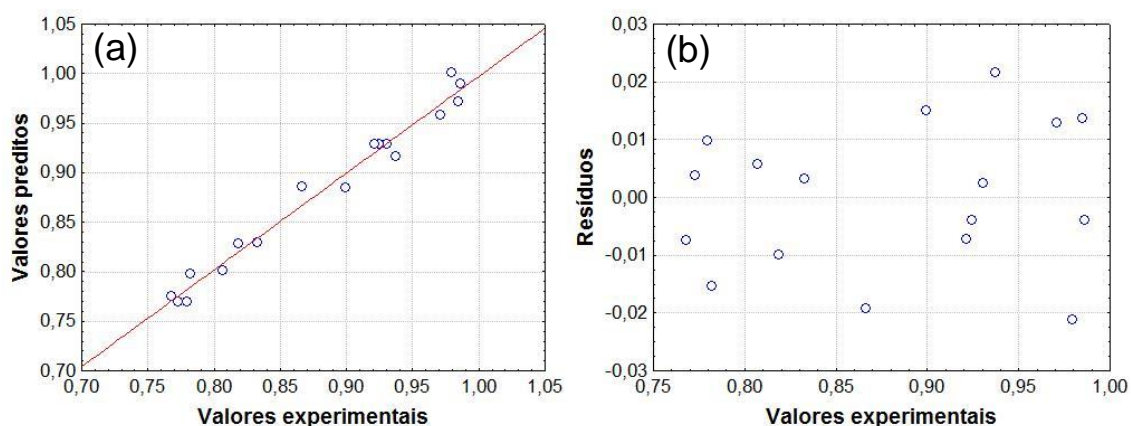 (a)
1,05
1,00
0,95
0,90
0,85
0,80
0,75
0,70
Valores preditos
0,70 0,75 0,80 0,85 0,90 0,95 1,00 1,05
Valores experimentais
(b)
0,03
0,02
0,01
0,00
-0,01
-0,02
-0,03
Resíduos
0,75 0,80 0,85 0,90 0,95 1,00
Valores experimentais